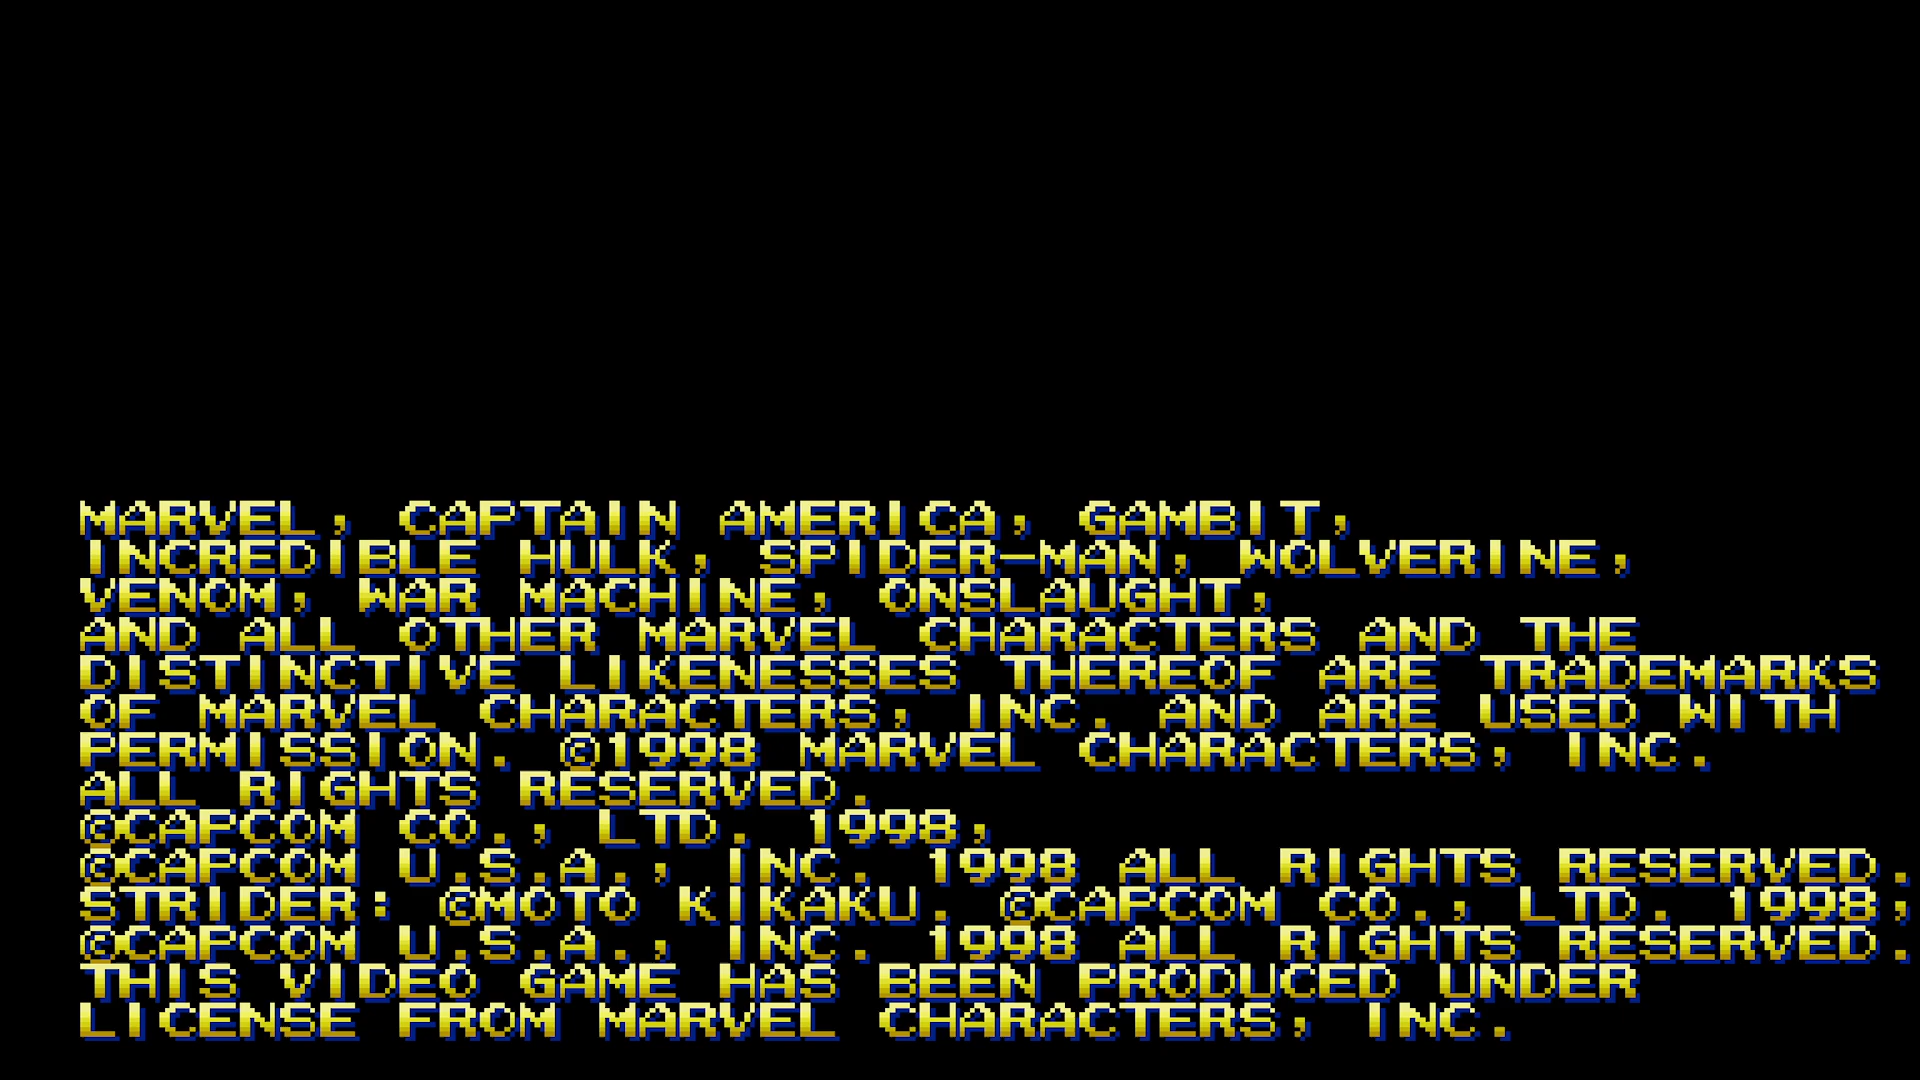 MARVEL, CAPTAIN AMERICA, GAMBIT,
INCREDIBLE HULK, SPIDER-MAN, WOLVERINE,
VENOM, WAR MACHINE, ONSLAUGHT,
AND ALL OTHER MARVEL CHARACTERS AND THE
DISTINCTIVE LIKENESSES THEREOF ARE TRADEMARKS
OF MARVEL CHARACTERS, INC. AND ARE USED WITH
PERMISSION. ©1998 MARVEL CHARACTERS, INC.
ALL RIGHTS RESERVED.
©CAPCOM CO., LTD. 1998,
©CAPCOM U.S.A., INC. 1998 ALL RIGHTS RESERVED.
STRIDER: ©MOTO KIKAKU. ©CAPCOM CO., LTD. 1998,
©CAPCOM U.S.A., INC. 1998 ALL RIGHTS RESERVED.
THIS VIDEO GAME HAS BEEN PRODUCED UNDER
LICENSE FROM MARVEL CHARACTERS, INC.